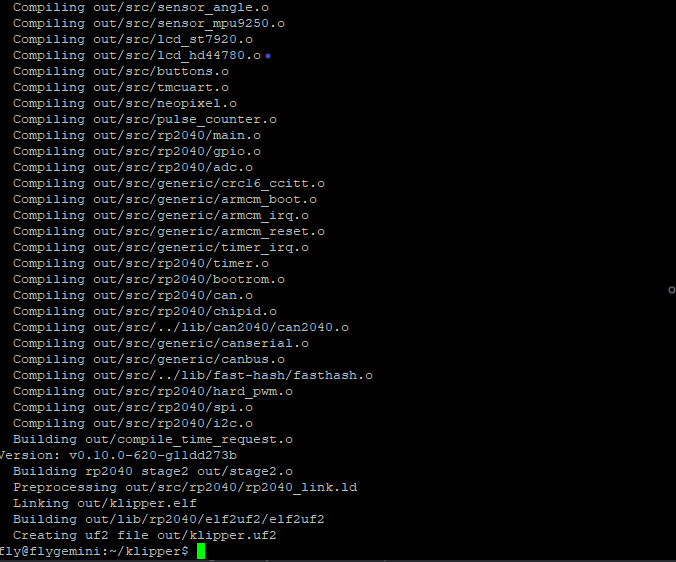 Compiling out/src/sensor_angle.o
Compiling out/src/sensor_mpu9250.o
Compiling out/src/lcd_st7920.o
Compiling out/src/lcd_hd44780.o
Compiling out/src/buttons.o
Compiling out/src/tmcuart.o
Compiling out/src/neopixel.o
Compiling out/src/pulse_counter.o
Compiling out/src/rp2040/main.o
Compiling out/src/rp2040/gpio.o
Compiling out/src/rp2040/adc.o
Compiling out/src/generic/crc16_ccitt.o
Compiling out/src/generic/armcm_boot.o
Compiling out/src/generic/armcm_irq.o
Compiling out/src/generic/armcm_reset.o
Compiling out/src/generic/timer_irq.o
Compiling out/src/rp2040/timer.o
Compiling out/src/rp2040/bootrom.o
Compiling out/src/rp2040/can.o
Compiling out/src/rp2040/chipid.o
Compiling out/src/../lib/can2040/can2040.o
Compiling out/src/generic/canserial.o
Compiling out/src/generic/canbus.o
Compiling out/src/../lib/fast-hash/fasthash.o
Compiling out/src/rp2040/hard_pwm.o
Compiling out/src/rp2040/spi.o
Compiling out/src/rp2040/i2c.o
Building out/compile_time_request.o
Version: v0.10.0-620-g11dd273b
Building rp2040 stage2 out/stage2.o
Preprocessing out/src/rp2040/rp2040_link.ld
Linking out/klipper.elf
Building out/lib/rp2040/elf2uf2/elf2uf2
Creating uf2 file out/klipper.uf2
fly@flygemini:~/klipper$